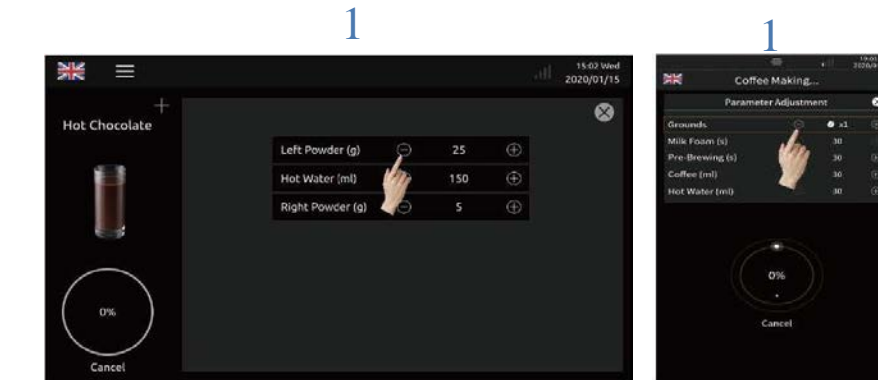 1
15:02 Wed
2020/01/15
Hot Chocolate
Left Powder (g) 25
Hot Water (ml) 150
Right Powder (g) 5
0%
Cancel
1
Coffee Making...
Parameter Adjustment
Grounds x1
Milk Foam (s) 30
Pre-Brewing (s) 30
Coffee (ml) 30
Hot Water (ml) 30
0%
Cancel